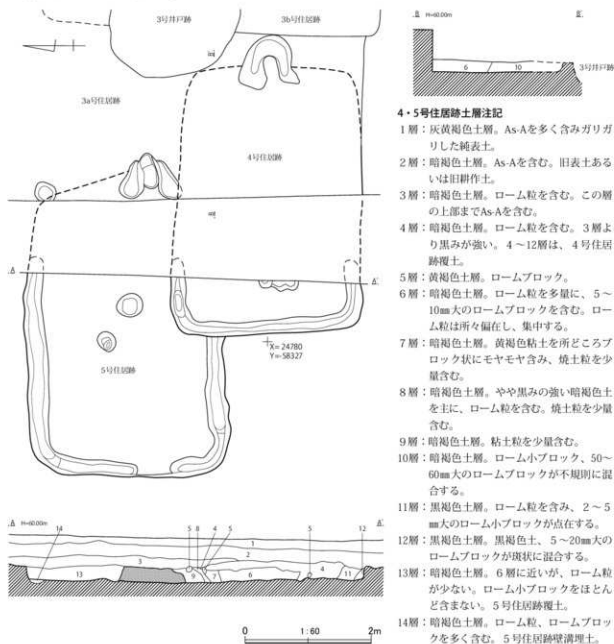 3号井戸跡
3b号住居跡
3a号住居跡
4号住居跡
A
A'
X= 24780
Y=-58327
5号住居跡
B H=60.00m B'
6
10
3号井戸跡
4・5号住居跡土層注記
1層：灰黄褐色土層。As-Aを多く含みガリガ
リした純表土。
2層：暗褐色土層。As-Aを含む。旧表土ある
いは旧耕作土。
3層：暗褐色土層。ローム粒を含む。この層
の上部までAs-Aを含む。
4層：暗褐色土層。ローム粒を含む。３層よ
り黒みが強い。４〜12層は、４号住居
跡覆土。
5層：黄褐色土層。ロームブロック。
6層：暗褐色土層。ローム粒を多量に、５〜
10㎜大のロームブロックを含む。ロー
ム粒は所々偏在し、集中する。
7層：暗褐色土層。黄褐色粘土を所どころブ
ロック状にモヤモヤ含み、焼土粒を少
量含む。
8層：暗褐色土層。やや黒みの強い暗褐色土
を主に、ローム粒を含む。焼土粒を少量
含む。
9層：暗褐色土層。粘土粒を少量含む。
10層：暗褐色土層。ローム小ブロック、50〜
60㎜大のロームブロックが不規則に混
合する。
11層：黒褐色土層。ローム粒を含み、２〜５
㎜大のローム小ブロックが点在する。
12層：黒褐色土層。黒褐色土、５〜20㎜大の
ロームブロックが斑状に混合する。
13層：暗褐色土層。６層に近いが、ローム粒
が少ない。ローム小ブロックをほとん
ど含まない。５号住居跡覆土。
14層：暗褐色土層。ローム粒、ロームブロッ
クを多く含む。５号住居跡壁溝埋土。
A H=60.00m A'
14 5 8 4 5 5 12
1
2
3
4
13 9 7 6 11
0 1:60 2m